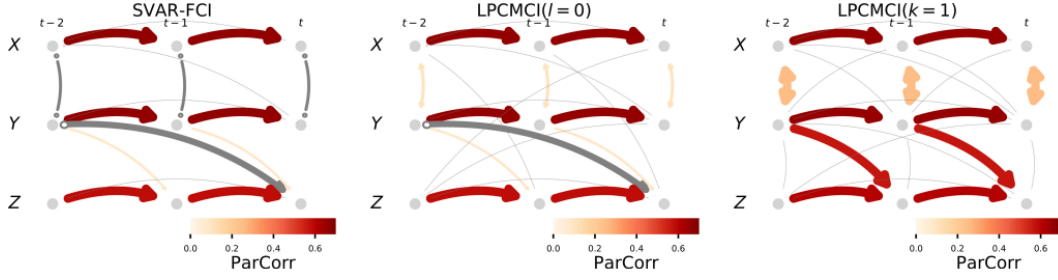 SVAR-FCI
LPCMCI(l = 0)
LPCMCI(k = 1)
t − 2
t − 1
t
t − 2
t − 1
t
t − 2
t − 1
t
X
X
X
Y
Y
Y
Z
Z
Z
0.0 0.2 0.4 0.6
0.0 0.2 0.4 0.6
0.0 0.2 0.4 0.6
ParCorr
ParCorr
ParCorr